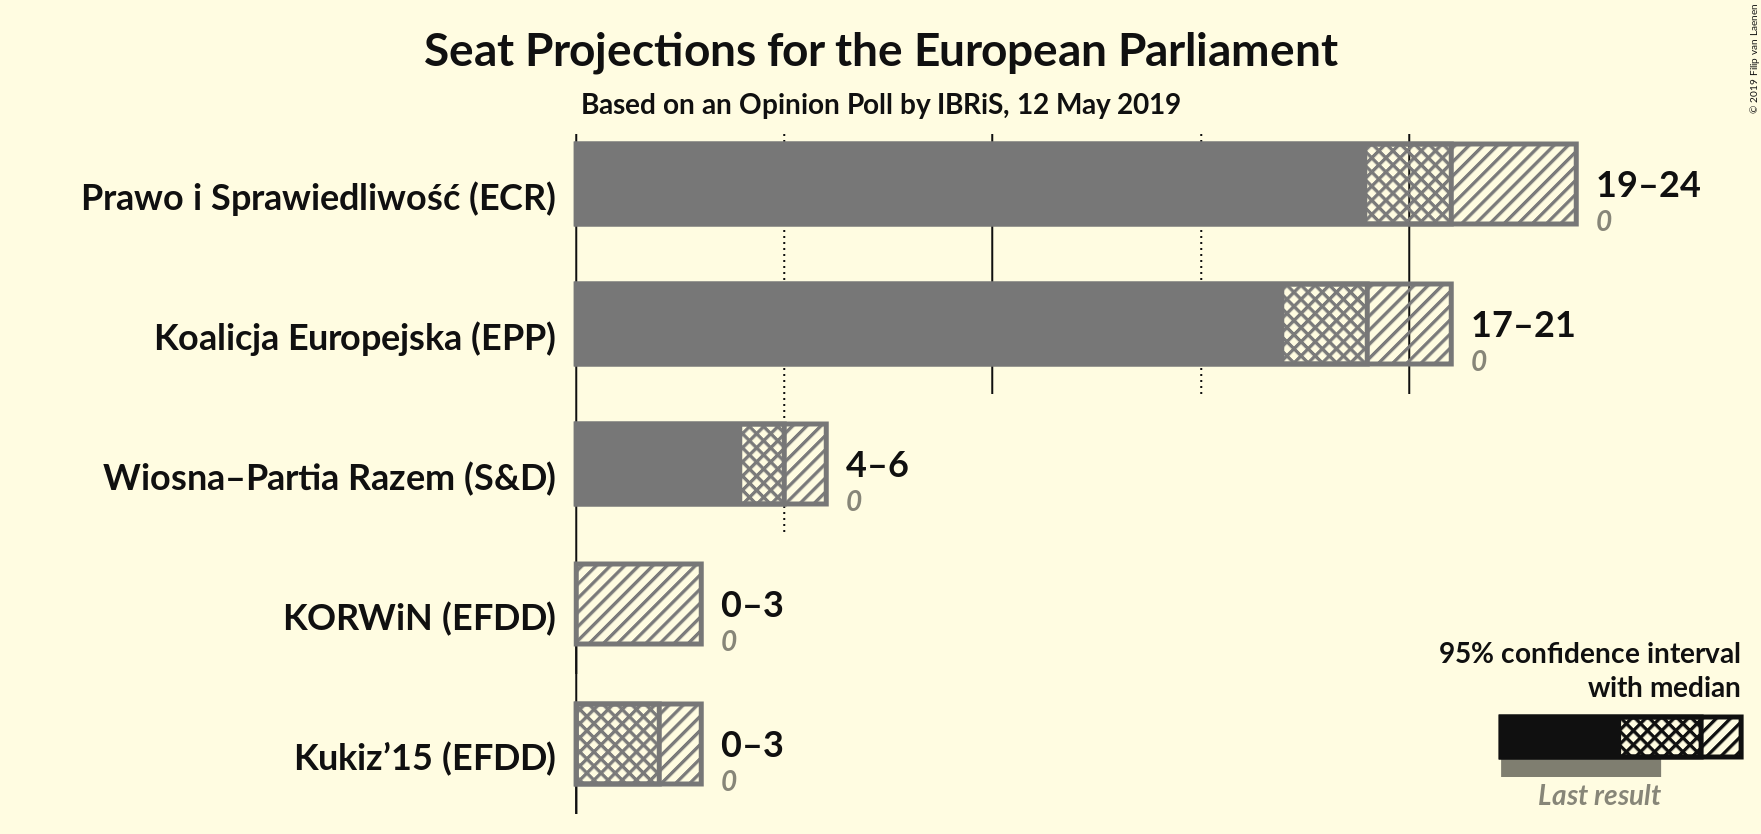 Seat Projections for the European Parliament
Based on an Opinion Poll by IBRiS, 12 May 2019
© 2019 Filip van Laenen
Prawo i Sprawiedliwość (ECR)
19–24
0
Koalicja Europejska (EPP)
17–21
0
Wiosna–Partia Razem (S&D)
4–6
0
KORWiN (EFDD)
0–3
0
Kukiz’15 (EFDD)
0–3
0
95% confidence interval
with median
Last result